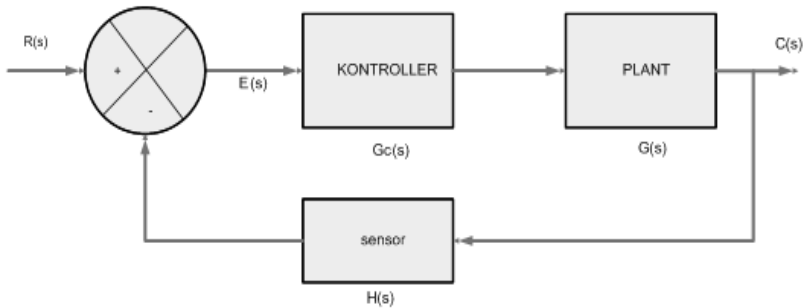 R(s)
+
-
E(s)
KONTROLLER
Gc(s)
PLANT
G(s)
C(s)
sensor
H(s)